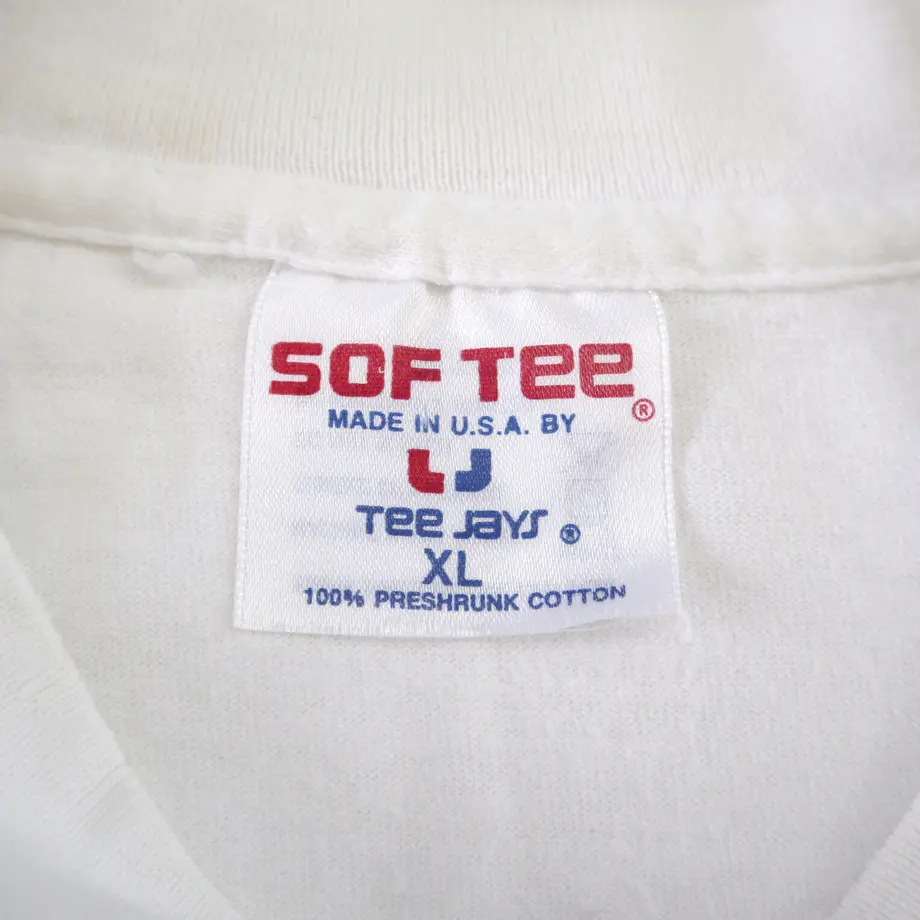 SOF TEE ®
MADE IN U.S.A. BY
TEE JAYS ®
XL
100% PRESHRUNK COTTON